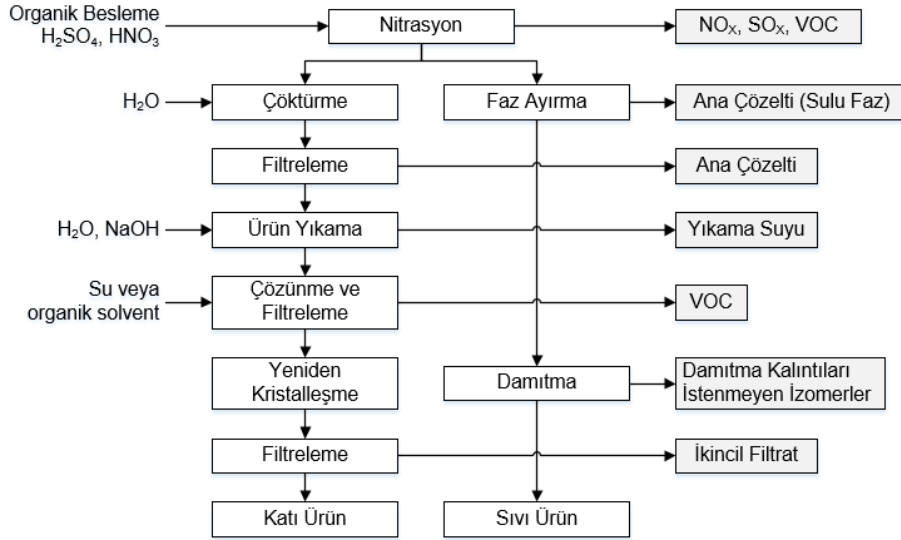 Organik Besleme
H₂SO₄, HNO₃
Nitrasyon
NOₓ, SOₓ, VOC
H₂O
Çöktürme
Faz Ayırma
Ana Çözelti (Sulu Faz)
Filtreleme
Ana Çözelti
H₂O, NaOH
Ürün Yıkama
Yıkama Suyu
Su veya
organik solvent
Çözünme ve
Filtreleme
VOC
Yeniden
Kristalleşme
Damıtma
Damıtma Kalıntıları
İstenmeyen İzomerler
Filtreleme
İkincil Filtrat
Katı Ürün
Sıvı Ürün